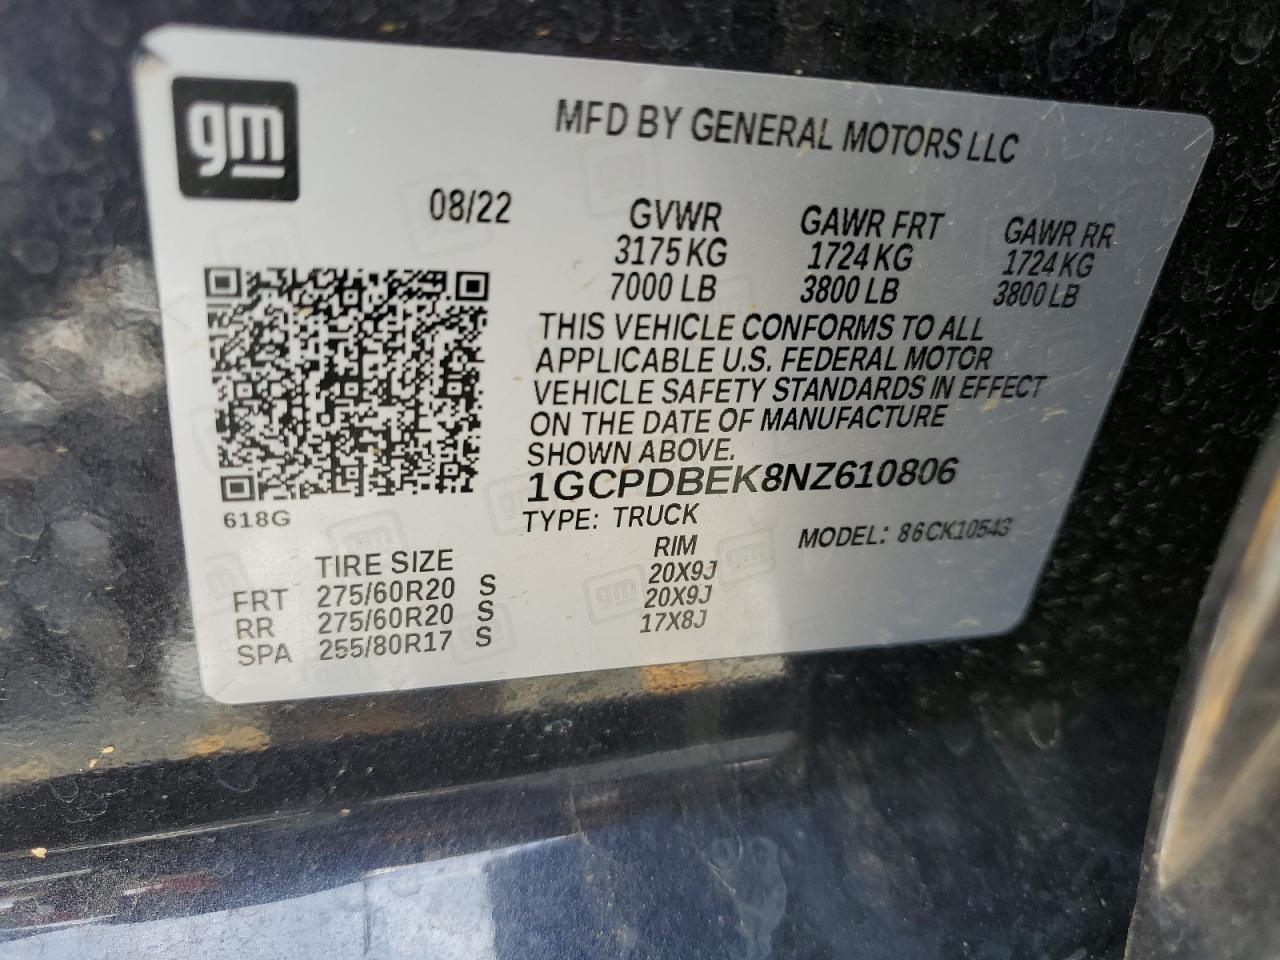 gm
MFD BY GENERAL MOTORS LLC
08/22
GVWR GAWR FRT GAWR RR
3175 KG 1724 KG 1724 KG
7000 LB 3800 LB 3800 LB
THIS VEHICLE CONFORMS TO ALL
APPLICABLE U.S. FEDERAL MOTOR
VEHICLE SAFETY STANDARDS IN EFFECT
ON THE DATE OF MANUFACTURE
SHOWN ABOVE.
1GCPDBEK8NZ610806
618G
TYPE: TRUCK MODEL: 86CK10543
TIRE SIZE RIM
FRT 275/60R20 S 20X9J
RR 275/60R20 S 20X9J
SPA 255/80R17 S 17X8J